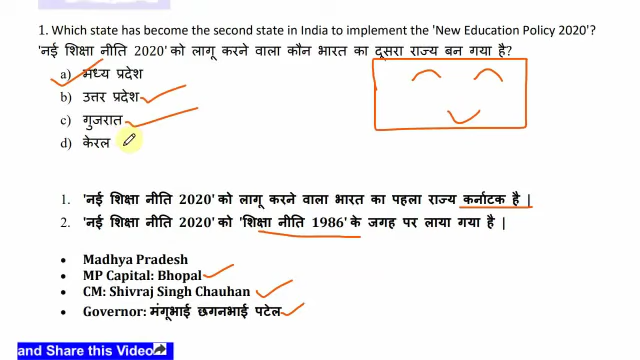 1. Which state has become the second state in India to implement the 'New Education Policy 2020'?
'नई शिक्षा नीति 2020' को लागू करने वाला कौन भारत का दूसरा राज्य बन गया है?
a) मध्य प्रदेश
b) उत्तर प्रदेश
c) गुजरात
d) केरल
1. 'नई शिक्षा नीति 2020' को लागू करने वाला भारत का पहला राज्य कर्नाटक है |
2. 'नई शिक्षा नीति 2020' को 'शिक्षा नीति 1986' के जगह पर लाया गया है |
• Madhya Pradesh
• MP Capital: Bhopal
• CM: Shivraj Singh Chauhan
• Governor: मंगूभाई छगनभाई पटेल
and Share this Video